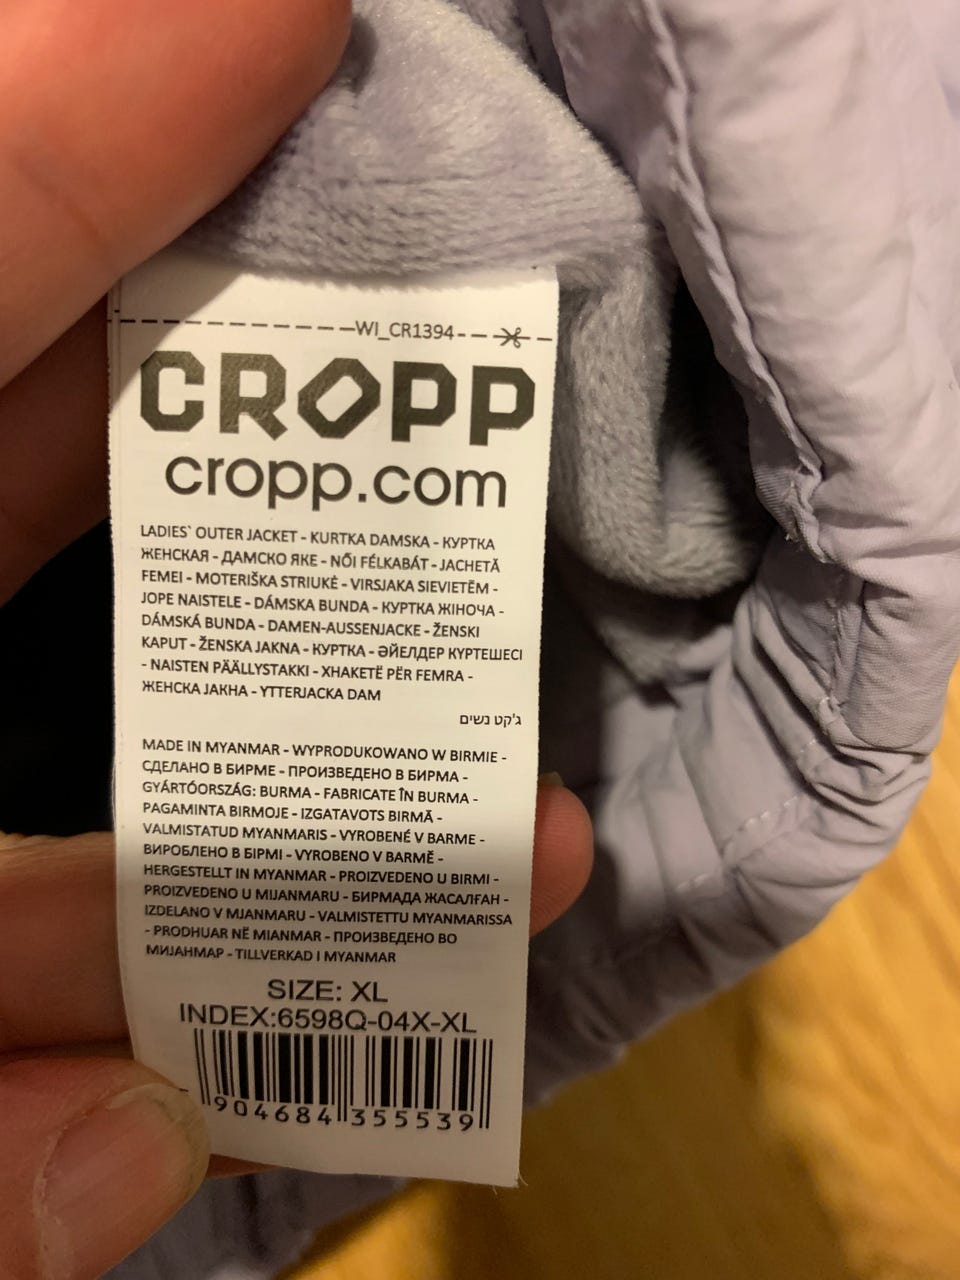 WI_CR1394
CROPP
cropp.com
LADIES` OUTER JACKET - KURTKA DAMSKA - КУРТКА
ЖЕНСКАЯ - ДАМСКО ЯКЕ - NŐI FÉLKABÁT - JACHETĂ
FEMEI - MOTERIŠKA STRIUKĖ - VIRSJAKA SIEVIETĒM -
JOPE NAISTELE - DÁMSKA BUNDA - КУРТКА ЖІНОЧА -
DÁMSKÁ BUNDA - DAMEN-AUSSENJACKE - ŽENSKI
KAPUT - ŽENSKA JAKNA - КУРТКА - ӘЙЕЛДЕР КҮРТЕШЕСІ
- NAISTEN PÄÄLLYSTAKKI - XHAKETË PËR FEMRA -
ЖЕНСКА ЈАКНА - YTTERJACKA DAM
ג'קט נשים
MADE IN MYANMAR - WYPRODUKOWANO W BIRMIE -
СДЕЛАНО В БИРМЕ - ПРОИЗВЕДЕНО В БИРМА -
GYÁRTÓORSZÁG: BURMA - FABRICATE ÎN BURMA -
PAGAMINTA BIRMOJE - IZGATAVOTS BIRMĀ -
VALMISTATUD MYANMARIS - VYROBENÉ V BARME -
ВИРОБЛЕНО В БІРМІ - VYROBENO V BARMĚ -
HERGESTELLT IN MYANMAR - PROIZVEDENO U BIRMI -
PROIZVEDENO U MIJANMARU - БИРМАДА ЖАСАЛҒАН -
IZDELANO V MJANMARU - VALMISTETTU MYANMARISSA
- PRODHUAR NË MIANMAR - ПРОИЗВЕДЕНО ВО
МИЈАНМАР - TILLVERKAD I MYANMAR
SIZE: XL
INDEX:6598Q-04X-XL
904684 355539